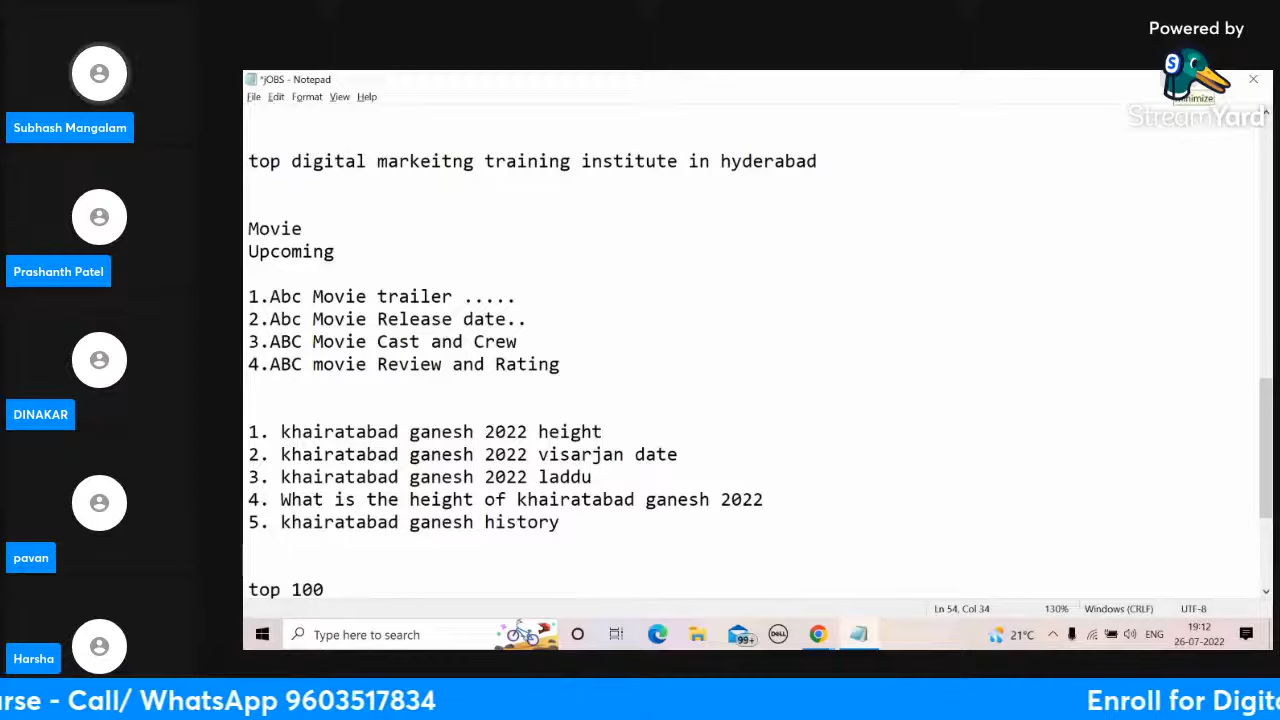 Powered by
StreamYard
Subhash Mangalam
Prashanth Patel
DINAKAR
pavan
Harsha
*jOBS - Notepad
File Edit Format View Help
top digital markeitng training institute in hyderabad
Movie
Upcoming
1.Abc Movie trailer .....
2.Abc Movie Release date..
3.ABC Movie Cast and Crew
4.ABC movie Review and Rating
1. khairatabad ganesh 2022 height
2. khairatabad ganesh 2022 visarjan date
3. khairatabad ganesh 2022 laddu
4. What is the height of khairatabad ganesh 2022
5. khairatabad ganesh history
top 100
Ln 54, Col 34 130% Windows (CRLF) UTF-8
Type here to search
99+
DELL
21°C
ENG
19:12
26-07-2022
rse - Call/ WhatsApp 9603517834
Enroll for Digita